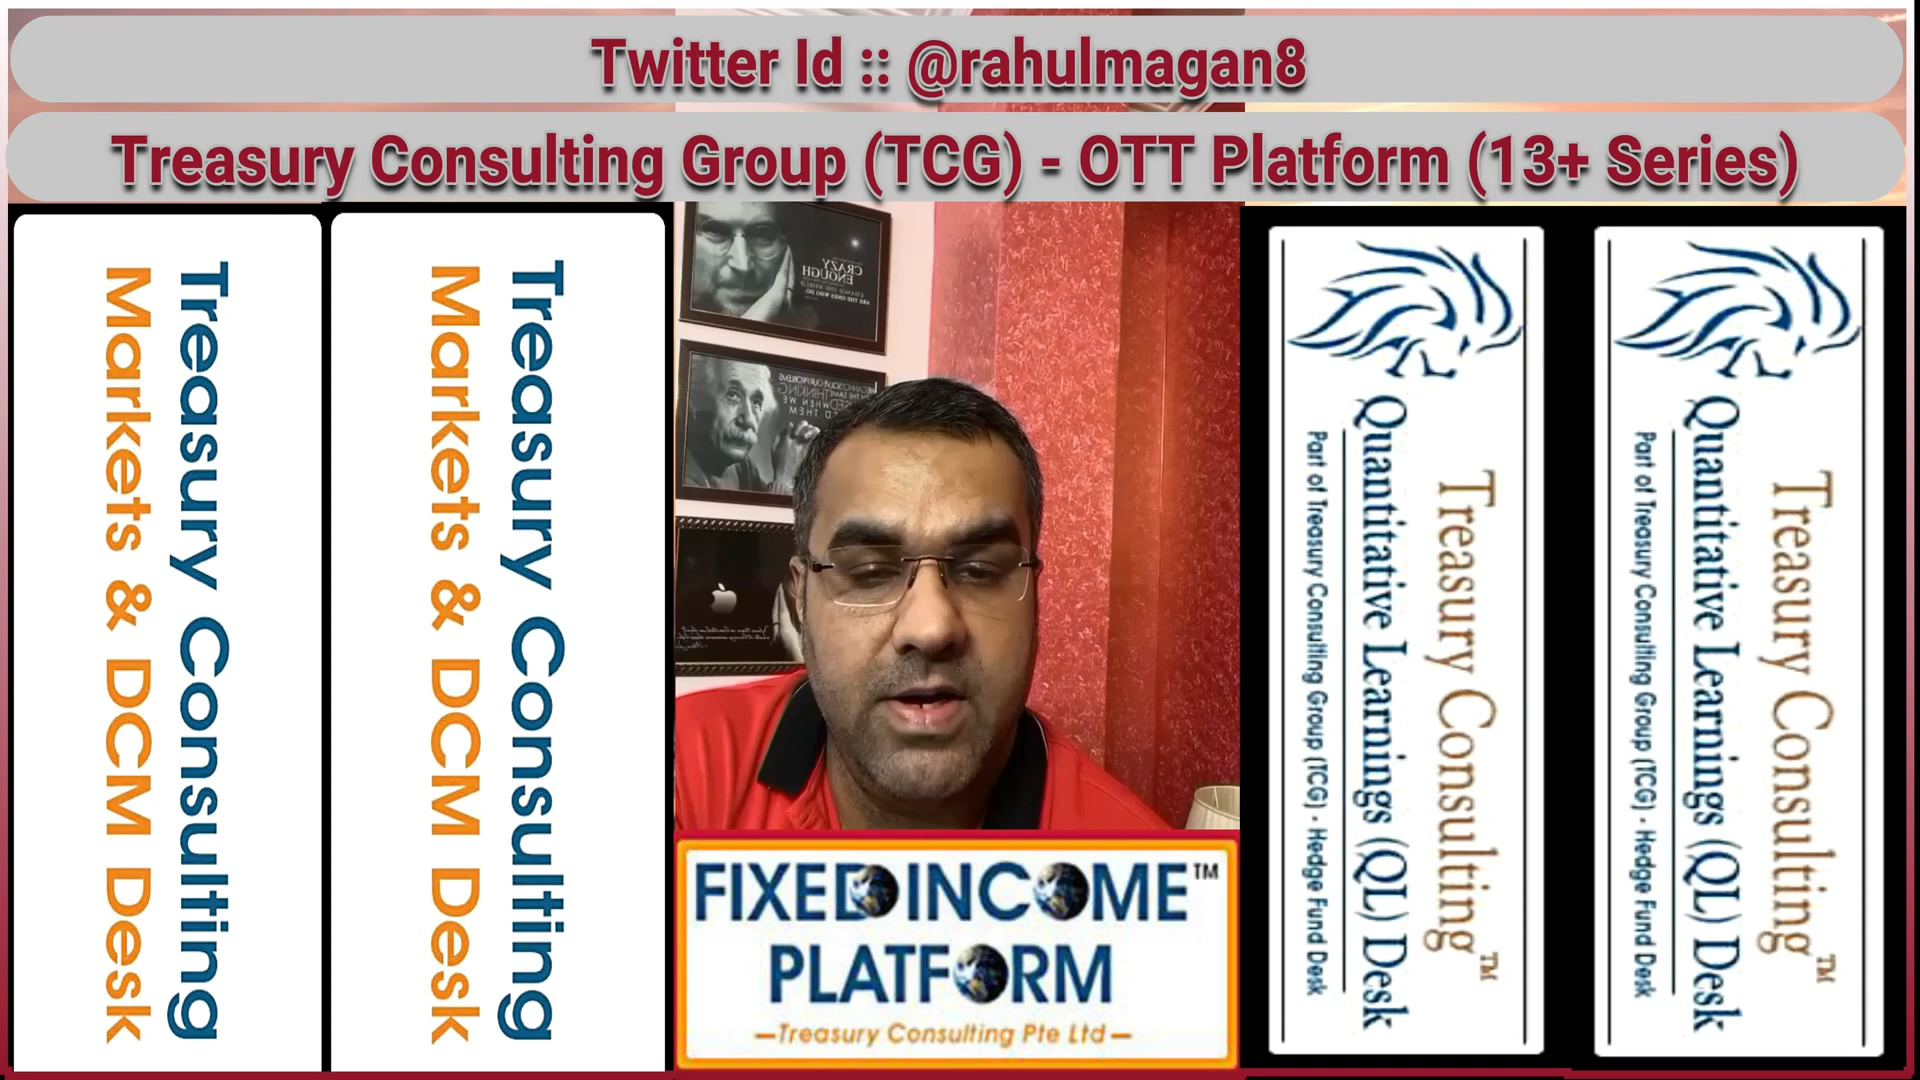 Twitter Id :: @rahulmagan8
Treasury Consulting Group (TCG) - OTT Platform (13+ Series)
Treasury Consulting
Markets & DCM Desk
Treasury Consulting
Markets & DCM Desk
CRAZY
ENOUGH
FIXED INCOME™
PLATFORM
—Treasury Consulting Pte Ltd—
Treasury Consulting™
Quantitative Learnings (QL) Desk
Part of Treasury Consulting Group (TCG) - Hedge Fund Desk
Treasury Consulting™
Quantitative Learnings (QL) Desk
Part of Treasury Consulting Group (TCG) - Hedge Fund Desk